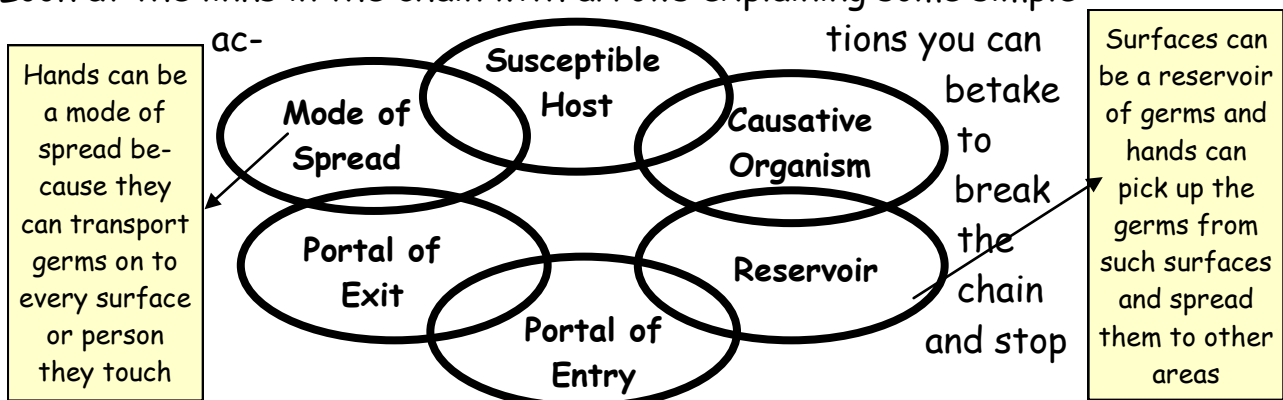 Look at the links in the chain with arrows explaining some simple
ac-
tions you can
betake
to
break
the
chain
and stop
Hands can be
a mode of
spread be-
cause they
can transport
germs on to
every surface
or person
they touch
Susceptible
Host
Mode of
Spread
Causative
Organism
Portal of
Exit
Reservoir
Portal of
Entry
Surfaces can
be a reservoir
of germs and
hands can
pick up the
germs from
such surfaces
and spread
them to other
areas